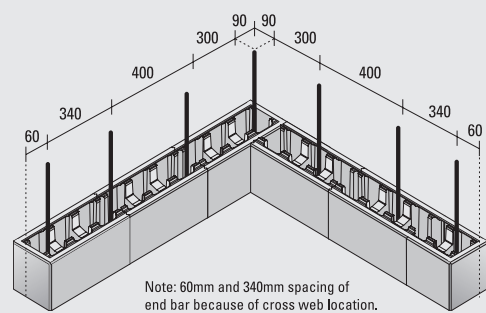 90 90
300 300
400 400
340 340
60 60
Note: 60mm and 340mm spacing of
end bar because of cross web location.